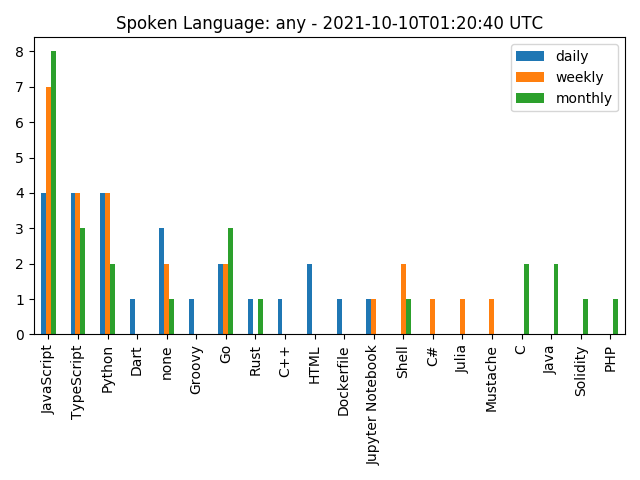 Spoken Language: any - 2021-10-10T01:20:40 UTC
daily
weekly
monthly
8
7
6
5
4
3
2
1
0
JavaScript
TypeScript
Python
Dart
none
Groovy
Go
Rust
C++
HTML
Dockerfile
Jupyter Notebook
Shell
C#
Julia
Mustache
C
Java
Solidity
PHP